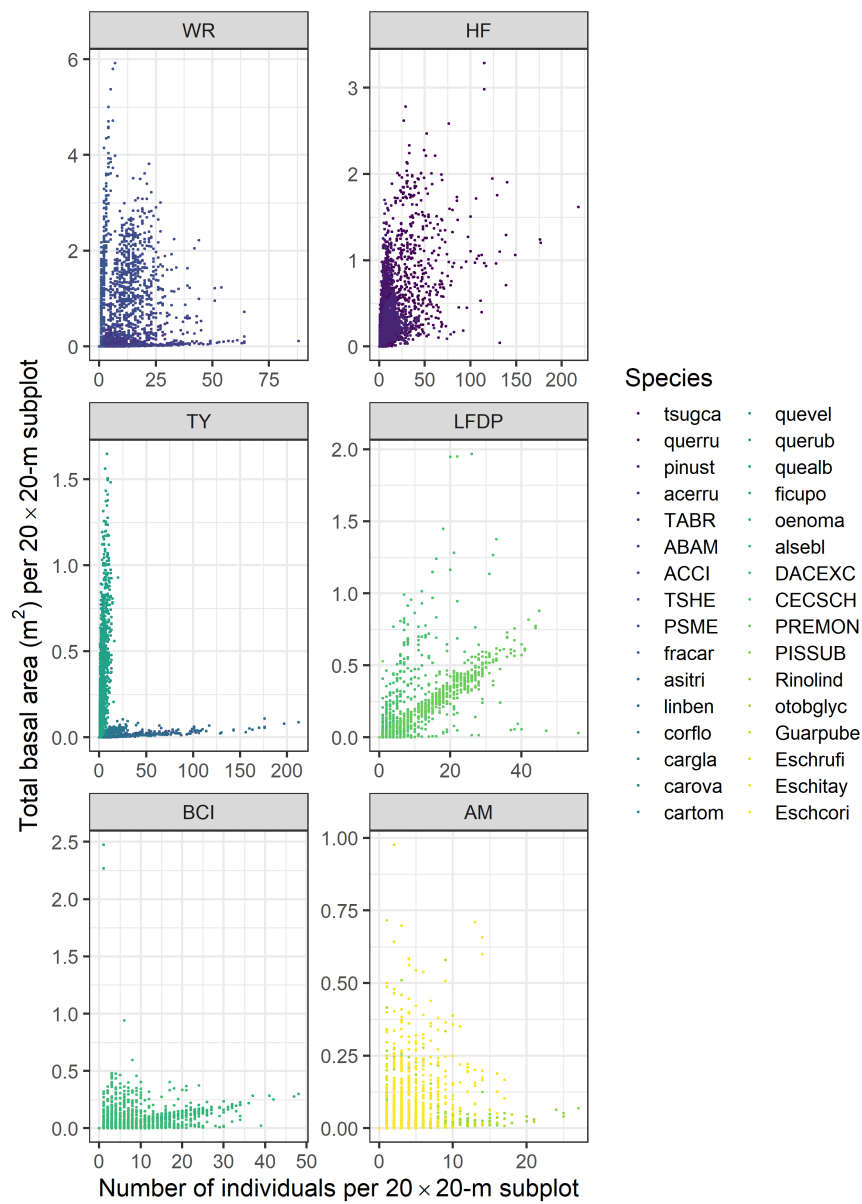 WR
HF
6
4
2
0
3
2
1
0
0 25 50 75
0 50 100 150 200
TY
LFDP
1.5
1.0
0.5
0.0
2.0
1.5
1.0
0.5
0.0
0 50 100 150 200
0 20 40
BCI
AM
2.5
2.0
1.5
1.0
0.5
0.0
1.00
0.75
0.50
0.25
0.00
0 10 20 30 40 50
0 10 20
Total basal area (m²) per 20 × 20-m subplot
Number of individuals per 20 × 20-m subplot
Species
tsugca
querru
pinust
acerru
TABR
ABAM
ACCI
TSHE
PSME
fracar
asitri
linben
corflo
cargla
carova
cartom
quevel
querub
quealb
ficupo
oenoma
alsebl
DACEXC
CECSCH
PREMON
PISSUB
Rinolind
otobglyc
Guarpube
Eschrufi
Eschitay
Eschcori